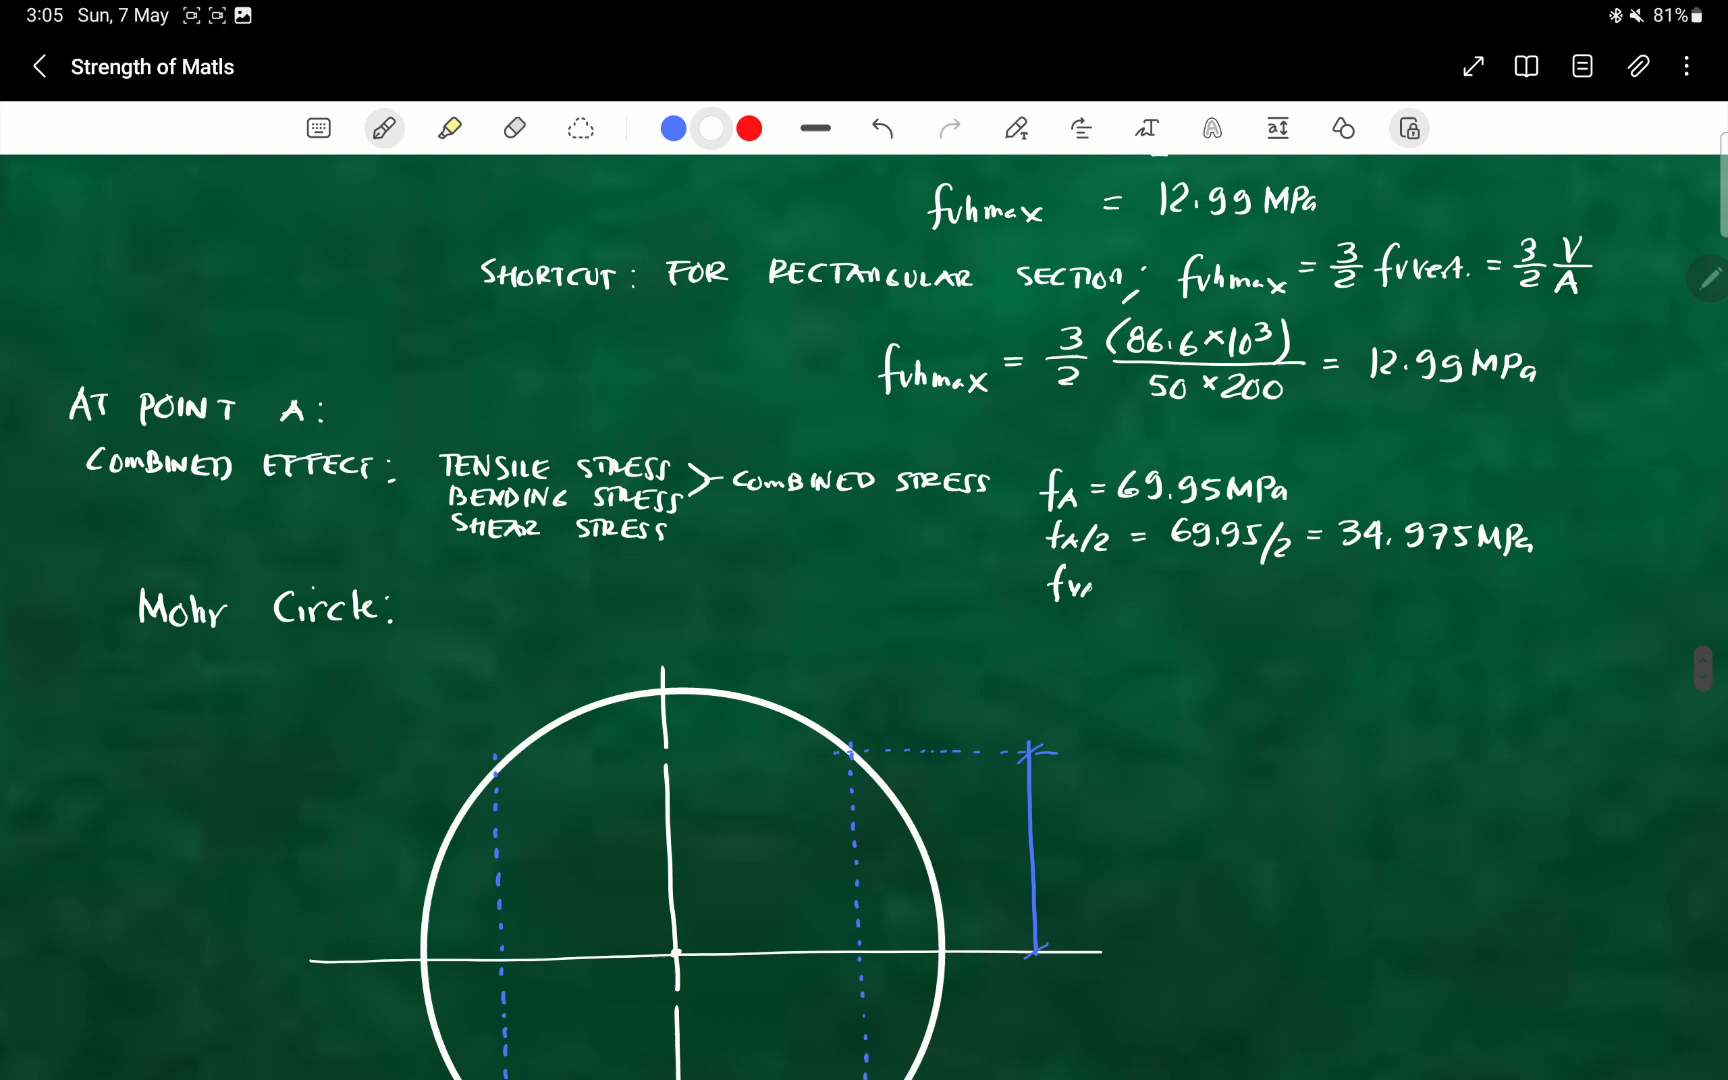 3:05 Sun, 7 May 81%
Strength of Matls
fvhmax = 12.99 MPa
SHORTCUT: FOR RECTANGULAR SECTION; fvhmax = 3/2 fvvert. = 3/2 V/A
fvhmax = 3/2 (86.6×10³)/(50×200) = 12.99 MPa
AT POINT A:
COMBINED EFFECT: TENSILE STRESS
BENDING STRESS > COMBINED STRESS
SHEAR STRESS
fA = 69.95 MPa
fA/2 = 69.95/2 = 34.975 MPa
fv
Mohr Circle: